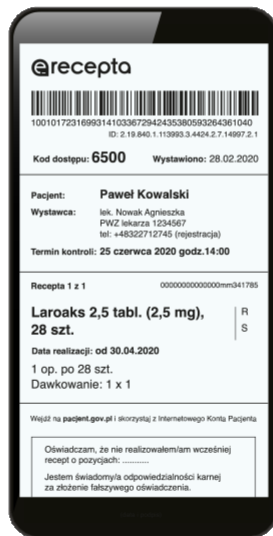 erecepta
10010172316993141033672942435380593264361040
ID: 2.19.840.1.113993.3.4424.2.7.14997.2.1
Kod dostępu: 6500 Wystawiono: 28.02.2020
Pacjent: Paweł Kowalski
Wystawca: lek. Nowak Agnieszka
PWZ lekarza 1234567
tel: +48322712745 (rejestracja)
Termin kontroli: 25 czerwca 2020 godz.14:00
Recepta 1 z 1 00000000000000mm341785
Laroaks 2,5 tabl. (2,5 mg), R
28 szt. S
Data realizacji: od 30.04.2020
1 op. po 28 szt.
Dawkowanie: 1 x 1
Wejdź na pacjent.gov.pl i skorzystaj z Internetowego Konta Pacjenta
Oświadczam, że nie realizowałem/am wcześniej
recept o pozycjach: ............
Jestem świadomy/a odpowiedzialności karnej
za złożenie fałszywego oświadczenia.